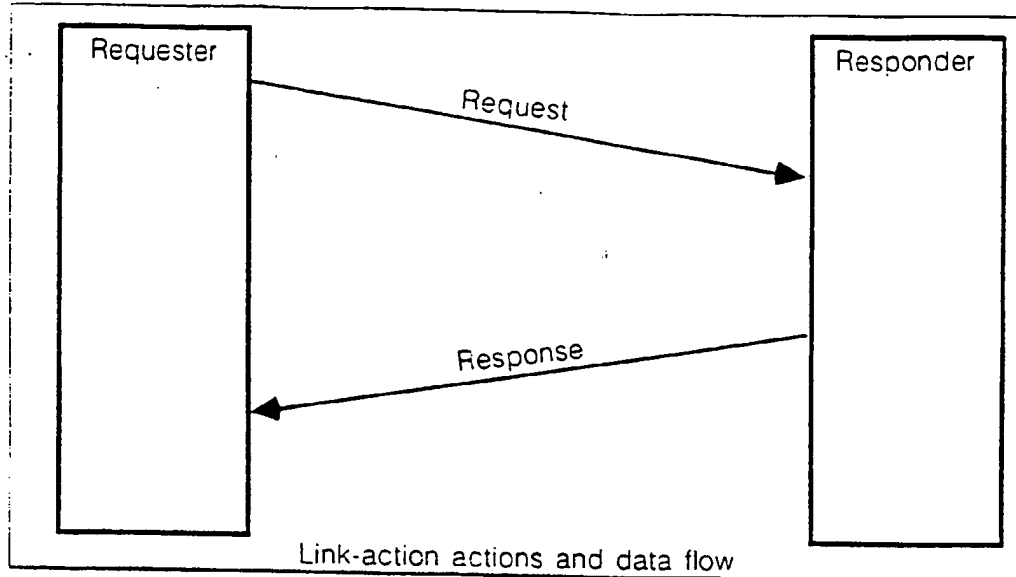 Requester
Responder
Request
Response
Link-action actions and data flow